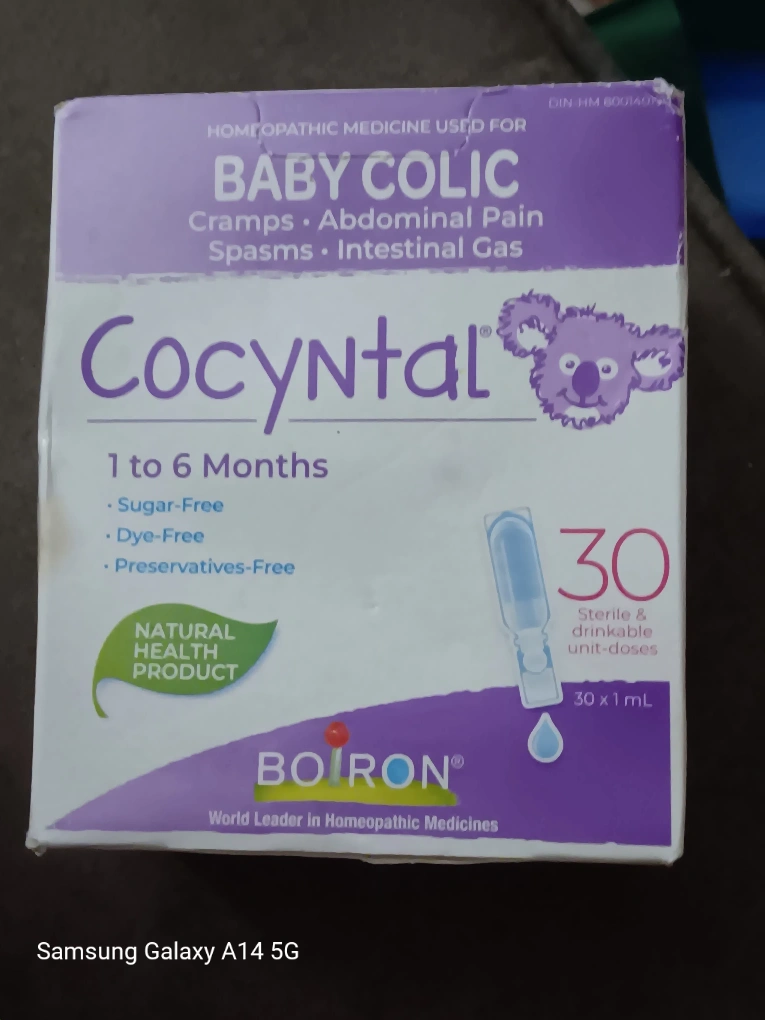 DIN-HM
HOMEOPATHIC MEDICINE USED FOR
BABY COLIC
Cramps • Abdominal Pain
Spasms • Intestinal Gas
Cocyntal®
1 to 6 Months
• Sugar-Free
• Dye-Free
• Preservatives-Free
NATURAL
HEALTH
PRODUCT
30
Sterile &
drinkable
unit-doses
30 x 1 mL
BOIRON®
World Leader in Homeopathic Medicines
Samsung Galaxy A14 5G